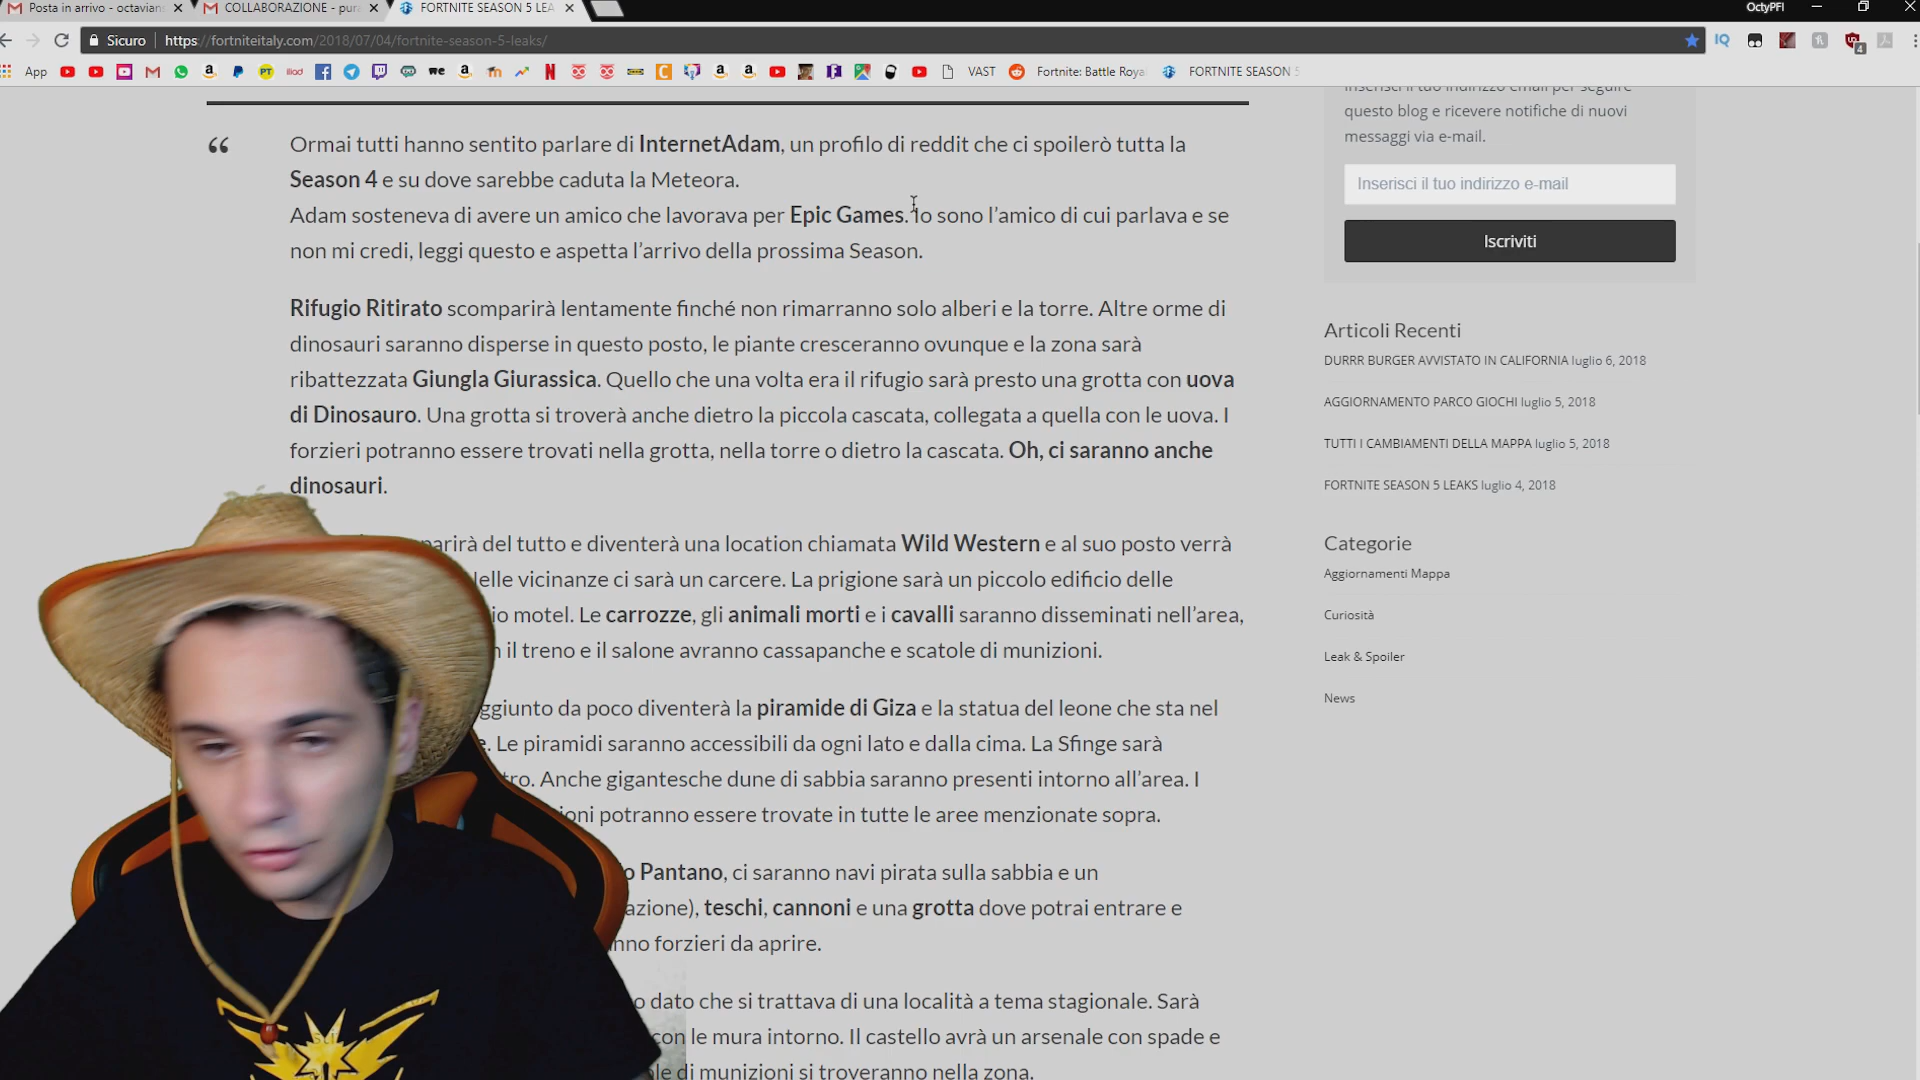 Posta in arrivo - octavian
COLLABORAZIONE - pura
FORTNITE SEASON 5 LEA
OctyPFI
Sicuro
https://fortniteitaly.com/2018/07/04/fortnite-season-5-leaks/
App
VAST
Fortnite: Battle Roya
FORTNITE SEASON 5
Ormai tutti hanno sentito parlare di InternetAdam, un profilo di reddit che ci spoilerò tutta la
Season 4 e su dove sarebbe caduta la Meteora.
Adam sosteneva di avere un amico che lavorava per Epic Games. Io sono l’amico di cui parlava e se
non mi credi, leggi questo e aspetta l’arrivo della prossima Season.
Rifugio Ritirato scomparirà lentamente finché non rimarranno solo alberi e la torre. Altre orme di
dinosauri saranno disperse in questo posto, le piante cresceranno ovunque e la zona sarà
ribattezzata Giungla Giurassica. Quello che una volta era il rifugio sarà presto una grotta con uova
di Dinosauro. Una grotta si troverà anche dietro la piccola cascata, collegata a quella con le uova. I
forzieri potranno essere trovati nella grotta, nella torre o dietro la cascata. Oh, ci saranno anche
dinosauri.
parirà del tutto e diventerà una location chiamata Wild Western e al suo posto verrà
Nelle vicinanze ci sarà un carcere. La prigione sarà un piccolo edificio delle
io motel. Le carrozze, gli animali morti e i cavalli saranno disseminati nell’area,
il treno e il salone avranno cassapanche e scatole di munizioni.
ggiunto da poco diventerà la piramide di Giza e la statua del leone che sta nel
e. Le piramidi saranno accessibili da ogni lato e dalla cima. La Sfinge sarà
tro. Anche gigantesche dune di sabbia saranno presenti intorno all’area. I
ioni potranno essere trovate in tutte le aree menzionate sopra.
o Pantano, ci saranno navi pirata sulla sabbia e un
azione), teschi, cannoni e una grotta dove potrai entrare e
nno forzieri da aprire.
o dato che si trattava di una località a tema stagionale. Sarà
con le mura intorno. Il castello avrà un arsenale con spade e
ole di munizioni si troveranno nella zona.
Inserisci il tuo indirizzo email per seguire
questo blog e ricevere notifiche di nuovi
messaggi via e-mail.
Inserisci il tuo indirizzo e-mail
Iscriviti
Articoli Recenti
DURRR BURGER AVVISTATO IN CALIFORNIA luglio 6, 2018
AGGIORNAMENTO PARCO GIOCHI luglio 5, 2018
TUTTI I CAMBIAMENTI DELLA MAPPA luglio 5, 2018
FORTNITE SEASON 5 LEAKS luglio 4, 2018
Categorie
Aggiornamenti Mappa
Curiosità
Leak & Spoiler
News